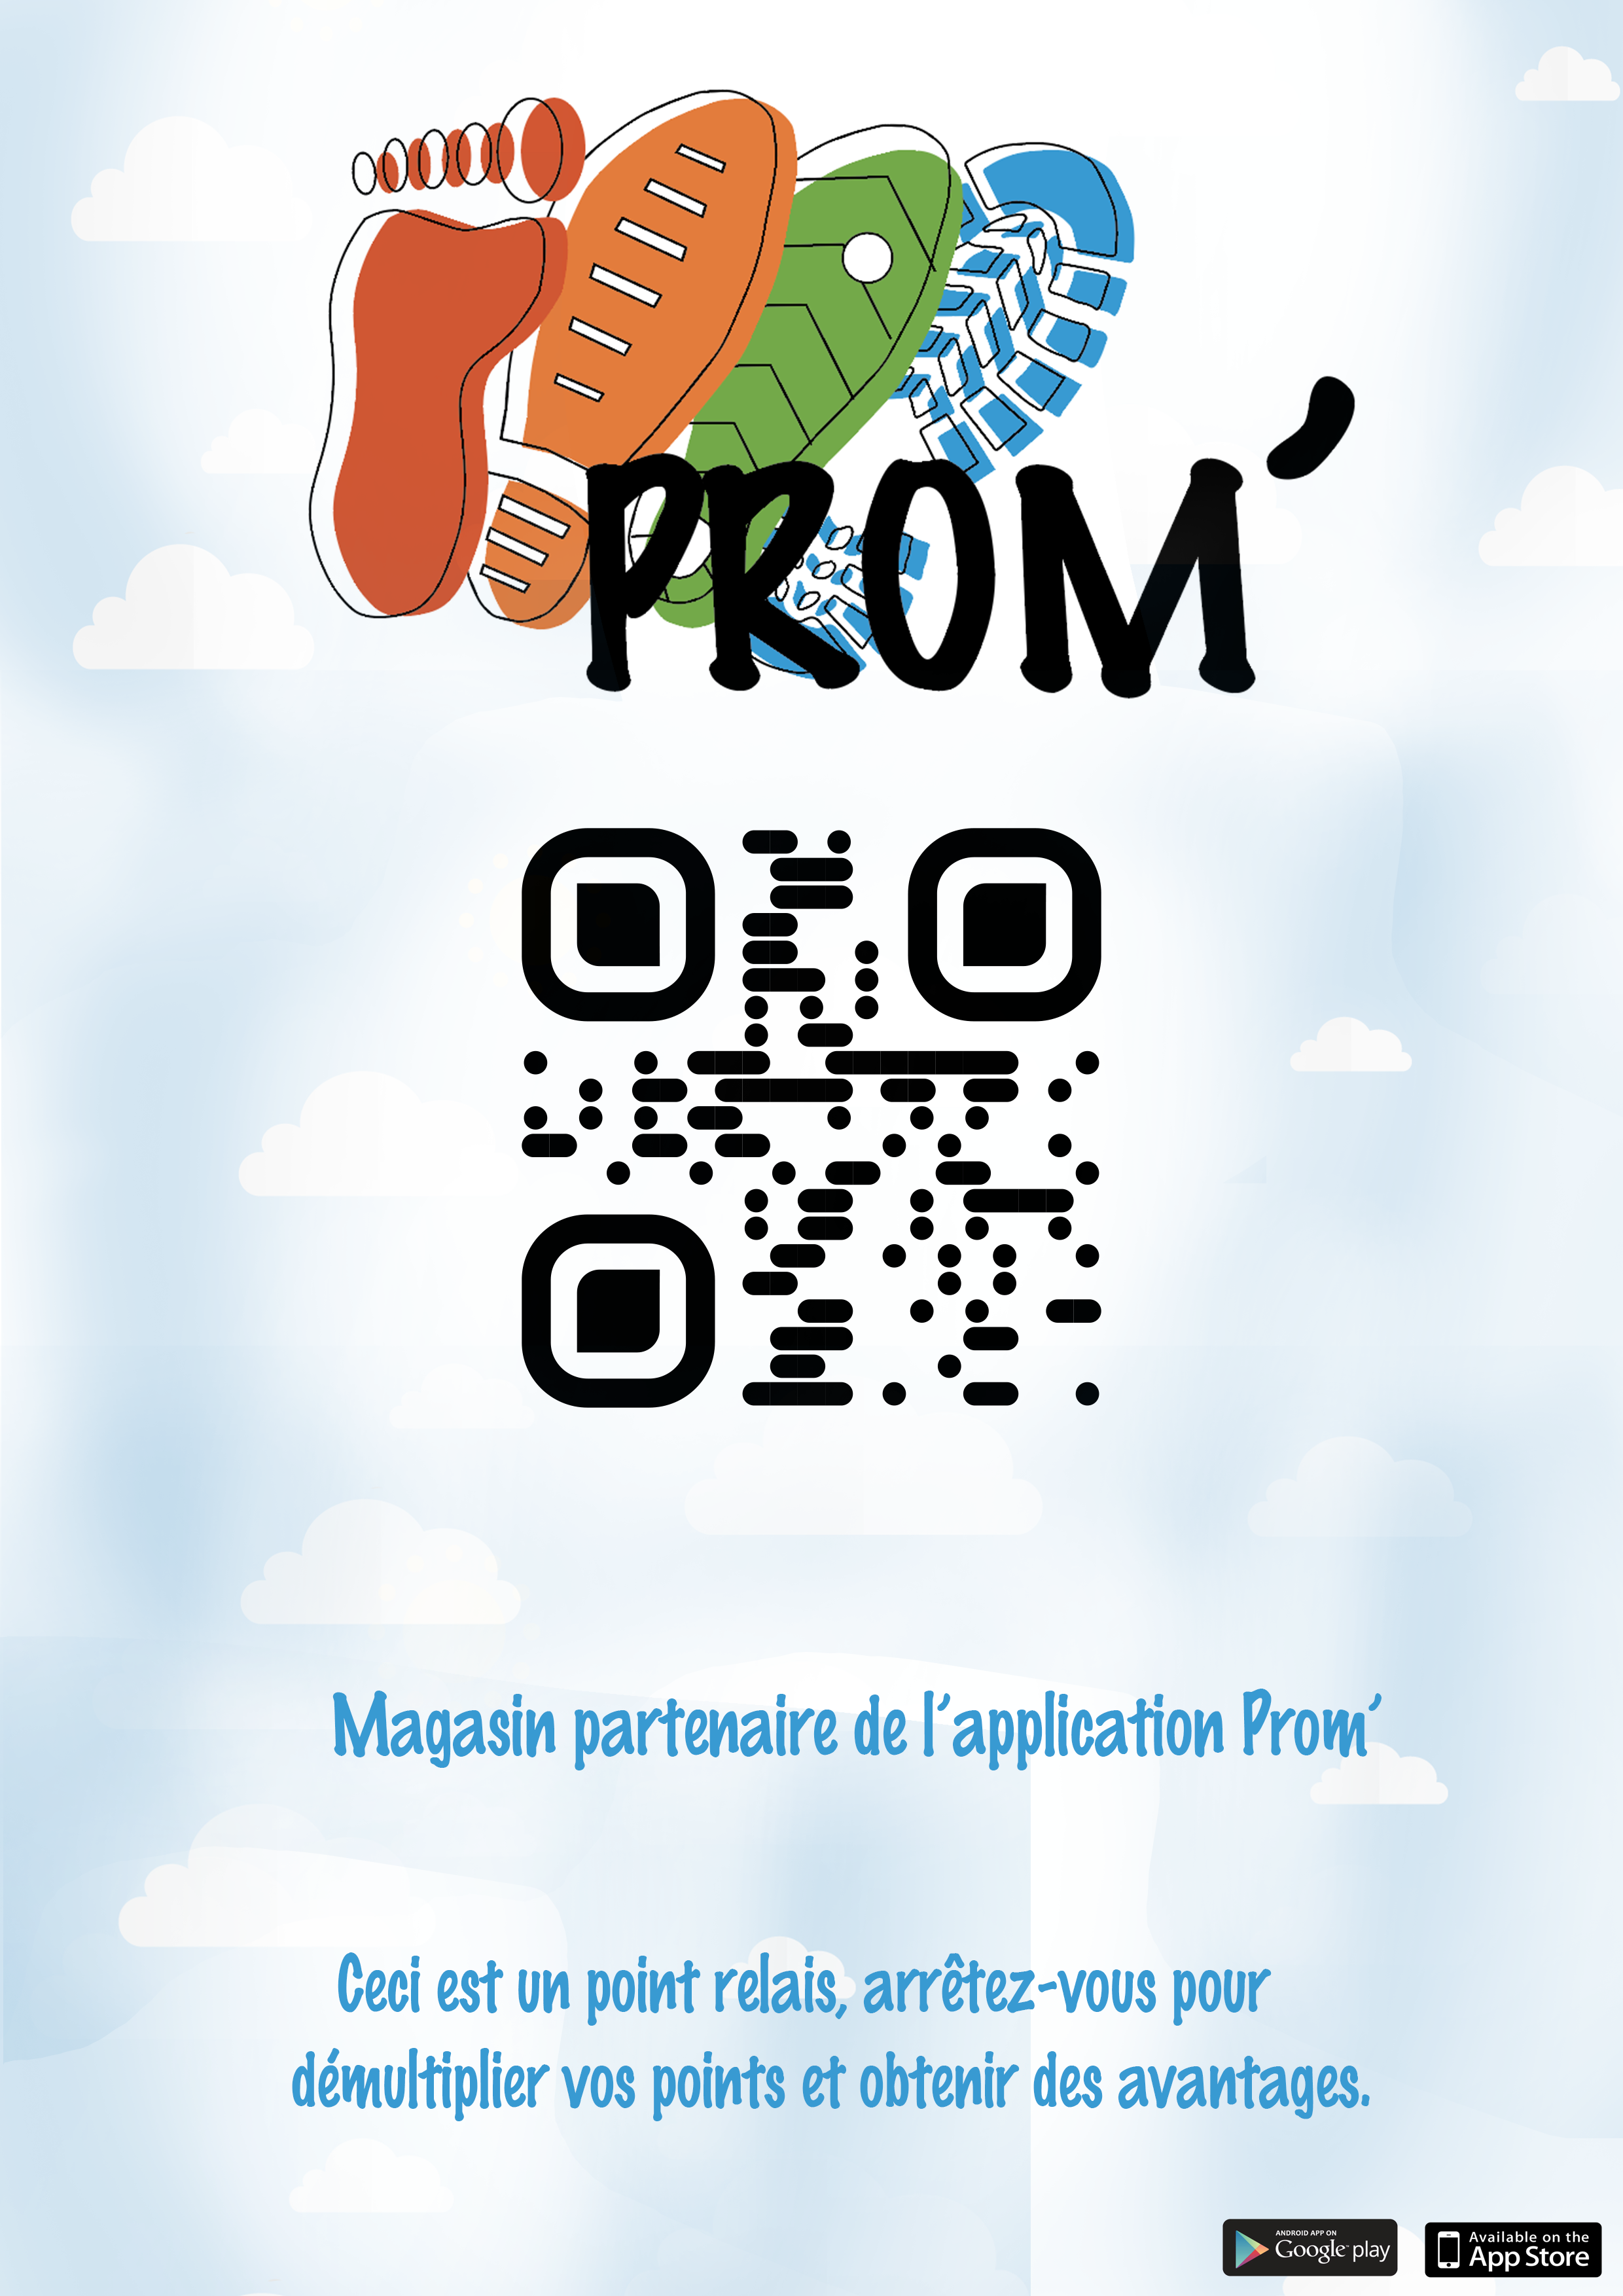 PROM'
Magasin partenaire de l'application Prom'
Ceci est un point relais, arrêtez-vous pour
démultiplier vos points et obtenir des avantages.
ANDROID APP ON
Google play
Available on the
App Store